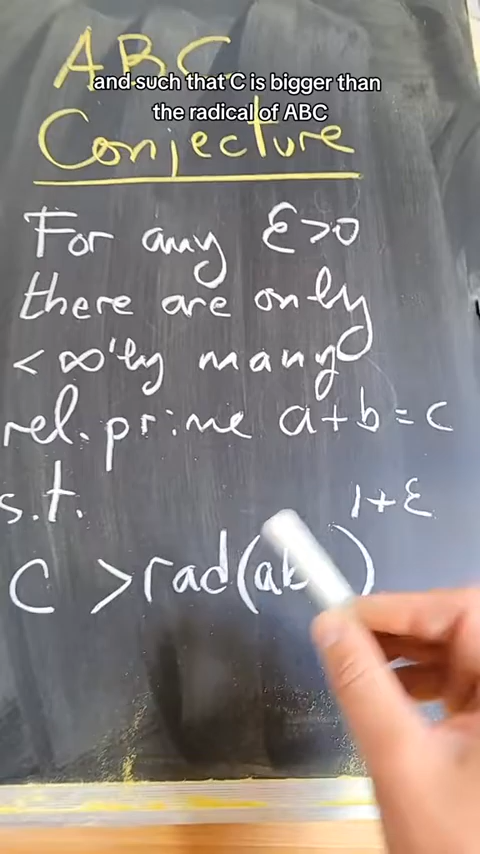 ABC
and such that C is bigger than
the radical of ABC
Conjecture
For any ε>0
there are only
<∞'ly many
rel. prime a+b=c
s.t.
c > rad(ab )^{1+ε}